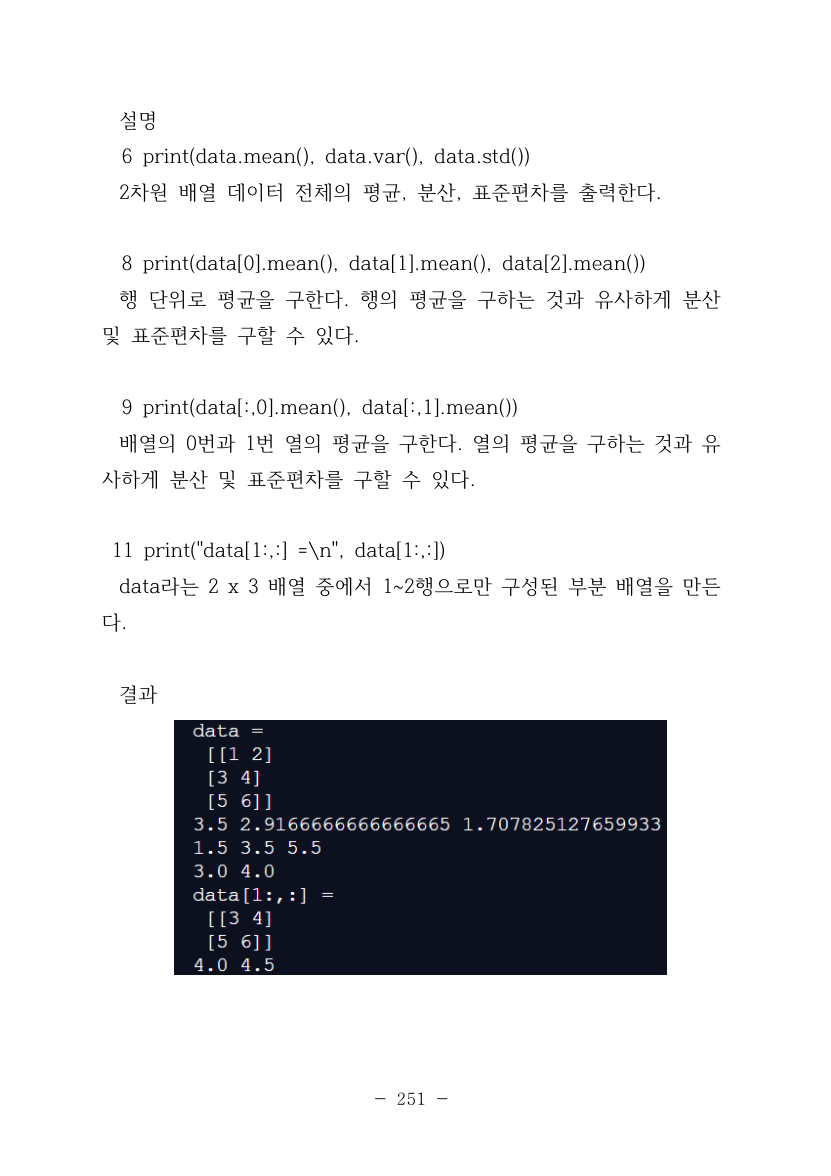 설명
6 print(data.mean(), data.var(), data.std())
2차원 배열 데이터 전체의 평균, 분산, 표준편차를 출력한다.
8 print(data[0].mean(), data[1].mean(), data[2].mean())
행 단위로 평균을 구한다. 행의 평균을 구하는 것과 유사하게 분산
및 표준편차를 구할 수 있다.
9 print(data[:,0].mean(), data[:,1].mean())
배열의 0번과 1번 열의 평균을 구한다. 열의 평균을 구하는 것과 유
사하게 분산 및 표준편차를 구할 수 있다.
11 print("data[1:,:] =\n", data[1:,:])
data라는 2 x 3 배열 중에서 1~2행으로만 구성된 부분 배열을 만든
다.
결과
data =
[[1 2]
[3 4]
[5 6]]
3.5 2.9166666666666665 1.707825127659933
1.5 3.5 5.5
3.0 4.0
data[1:,:] =
[[3 4]
[5 6]]
4.0 4.5
- 251 -